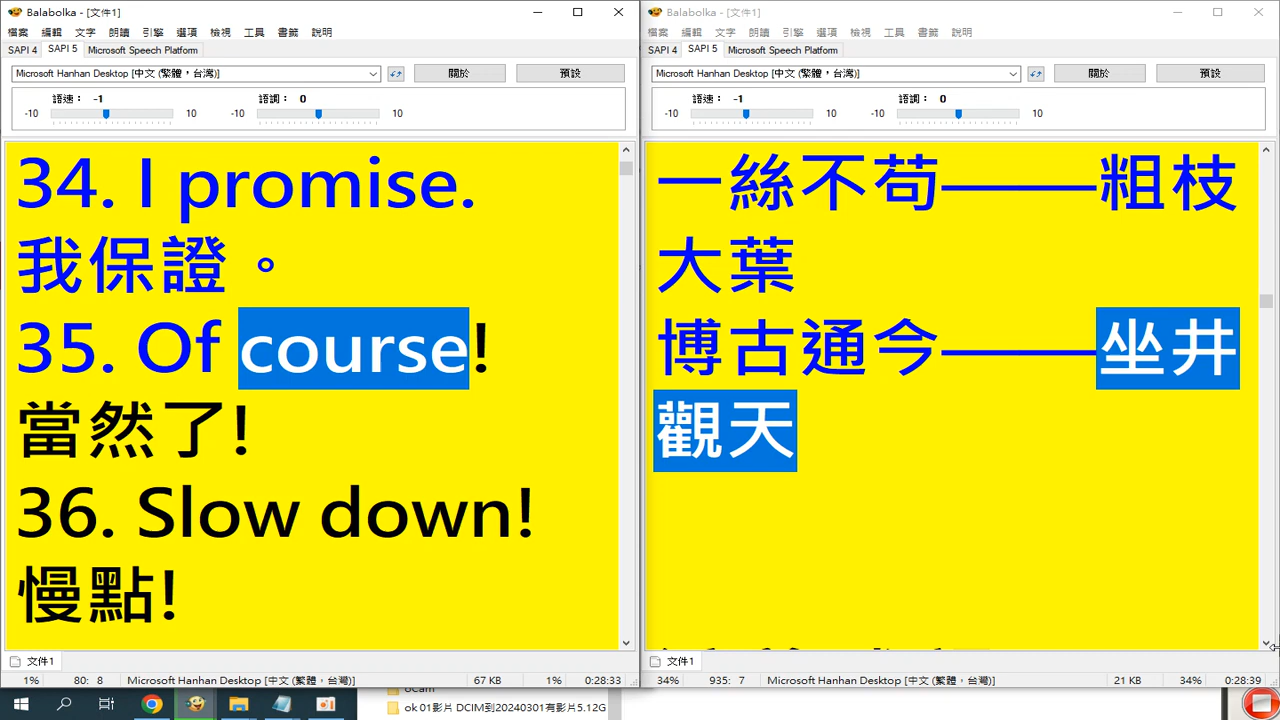 Balabolka - [文件1]
檔案 編輯 文字 朗讀 引擎 選項 檢視 工具 書籤 說明
SAPI 4 SAPI 5 Microsoft Speech Platform
Microsoft Hanhan Desktop [中文 (繁體，台灣)]
關於 預設
語速： -1 語調： 0
-10 10 -10 10
34. I promise.
我保證。
35. Of course!
當然了!
36. Slow down!
慢點!
文件1
1% 80: 8 Microsoft Hanhan Desktop [中文 (繁體，台灣)] 67 KB 1% 0:28:33
Balabolka - [文件1]
檔案 編輯 文字 朗讀 引擎 選項 檢視 工具 書籤 說明
SAPI 4 SAPI 5 Microsoft Speech Platform
Microsoft Hanhan Desktop [中文 (繁體，台灣)]
關於 預設
語速： -1 語調： 0
-10 10 -10 10
一絲不苟———粗枝
大葉
博古通今———坐井
觀天
文件1
34% 935: 7 Microsoft Hanhan Desktop [中文 (繁體，台灣)] 21 KB 34% 0:28:39
oCam
ok 01影片 DCIM到20240301有影片5.12G